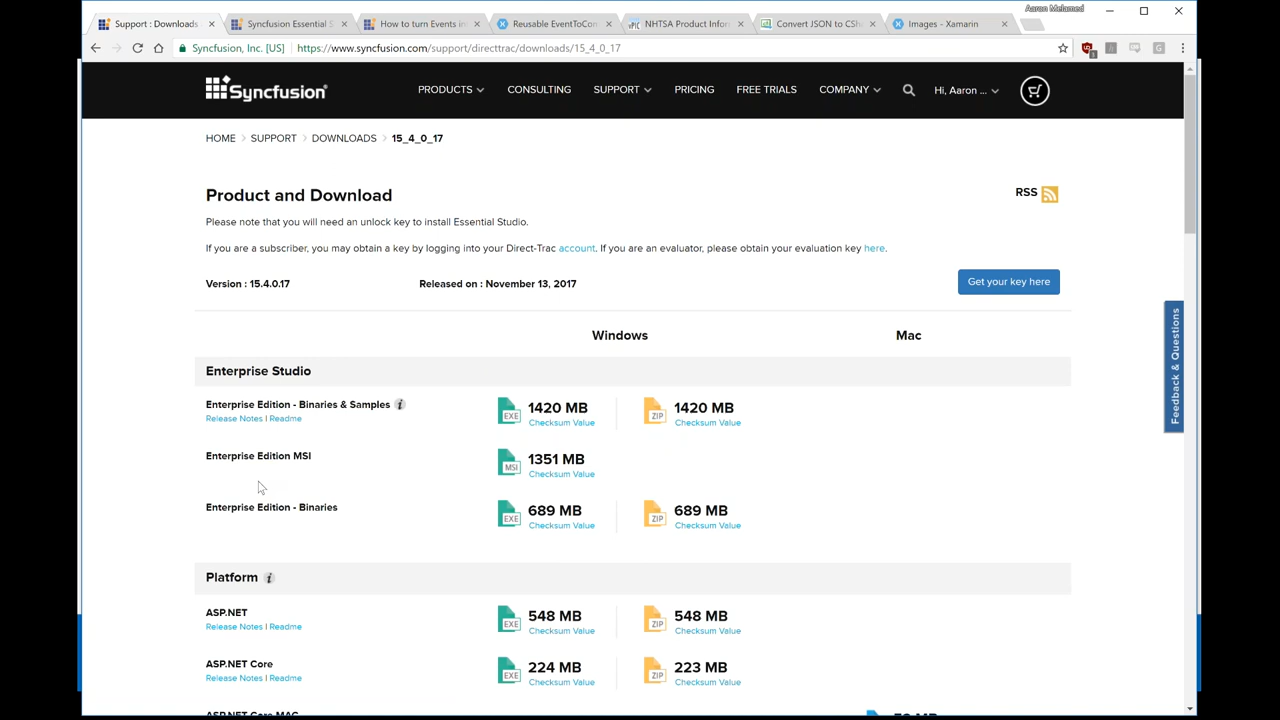 Aaron Melamed
Support : Downloads
Syncfusion Essential S
How to turn Events in
Reusable EventToCom
NHTSA Product Infor
Convert JSON to CSha
Images - Xamarin
Syncfusion, Inc. [US]
https://www.syncfusion.com/support/directtrac/downloads/15_4_0_17
Syncfusion
PRODUCTS
CONSULTING
SUPPORT
PRICING
FREE TRIALS
COMPANY
Hi, Aaron ...
HOME > SUPPORT > DOWNLOADS > 15_4_0_17
Product and Download
RSS
Please note that you will need an unlock key to install Essential Studio.
If you are a subscriber, you may obtain a key by logging into your Direct-Trac account. If you are an evaluator, please obtain your evaluation key here.
Version : 15.4.0.17
Released on : November 13, 2017
Get your key here
Feedback & Questions
Windows
Mac
Enterprise Studio
Enterprise Edition - Binaries & Samples i
Release Notes | Readme
EXE
1420 MB
Checksum Value
ZIP
1420 MB
Checksum Value
Enterprise Edition MSI
MSI
1351 MB
Checksum Value
Enterprise Edition - Binaries
EXE
689 MB
Checksum Value
ZIP
689 MB
Checksum Value
Platform i
ASP.NET
Release Notes | Readme
EXE
548 MB
Checksum Value
ZIP
548 MB
Checksum Value
ASP.NET Core
Release Notes | Readme
EXE
224 MB
Checksum Value
ZIP
223 MB
Checksum Value
ASP.NET Core MAC